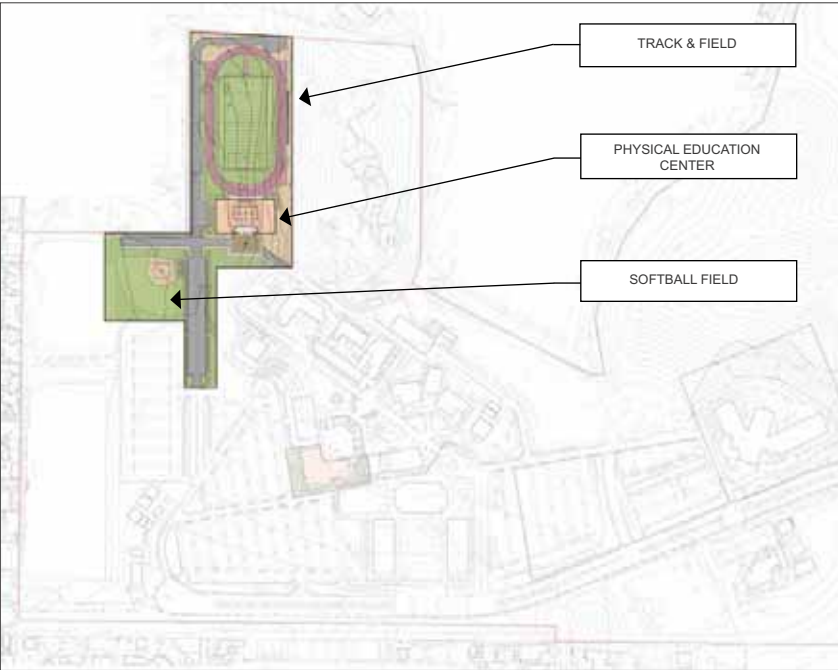 TRACK & FIELD
PHYSICAL EDUCATION
CENTER
SOFTBALL FIELD